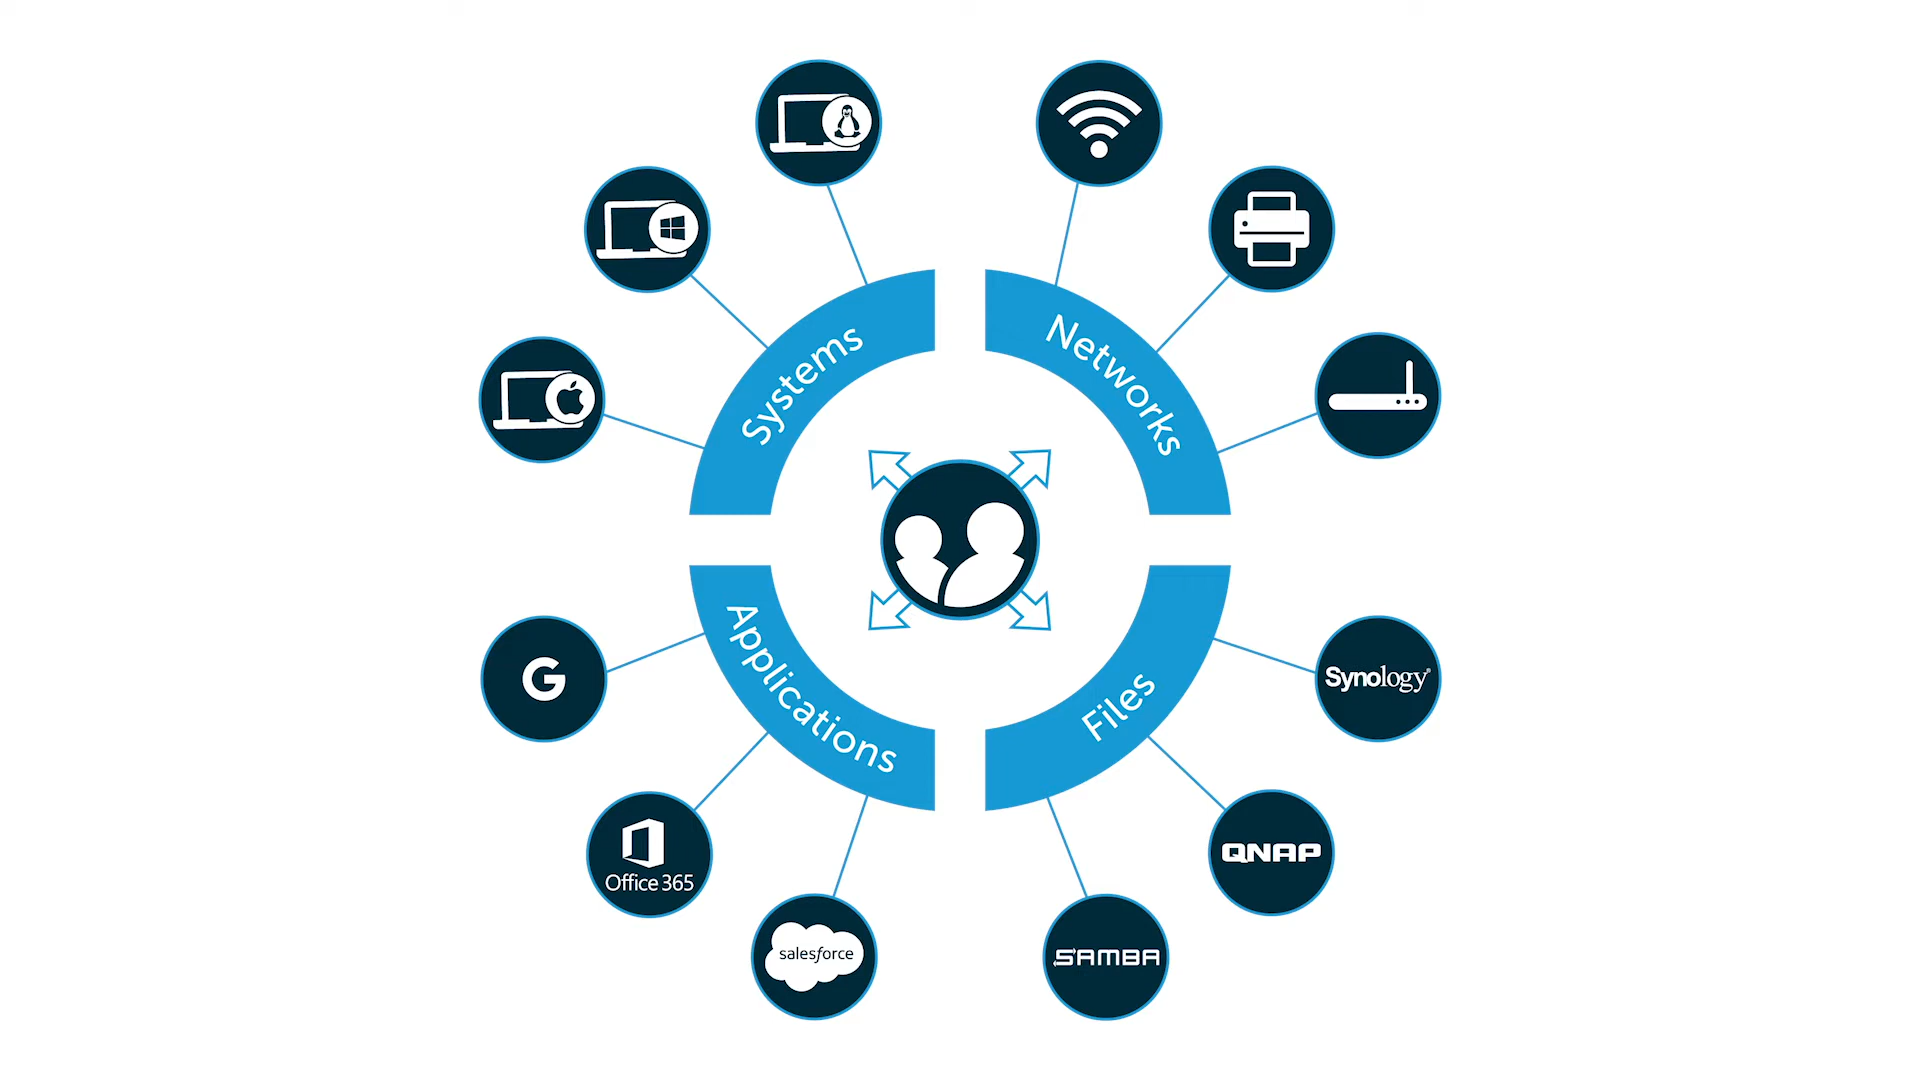 Systems
Networks
Applications
Files
G
Office 365
salesforce
Synology®
QNAP
SAMBA